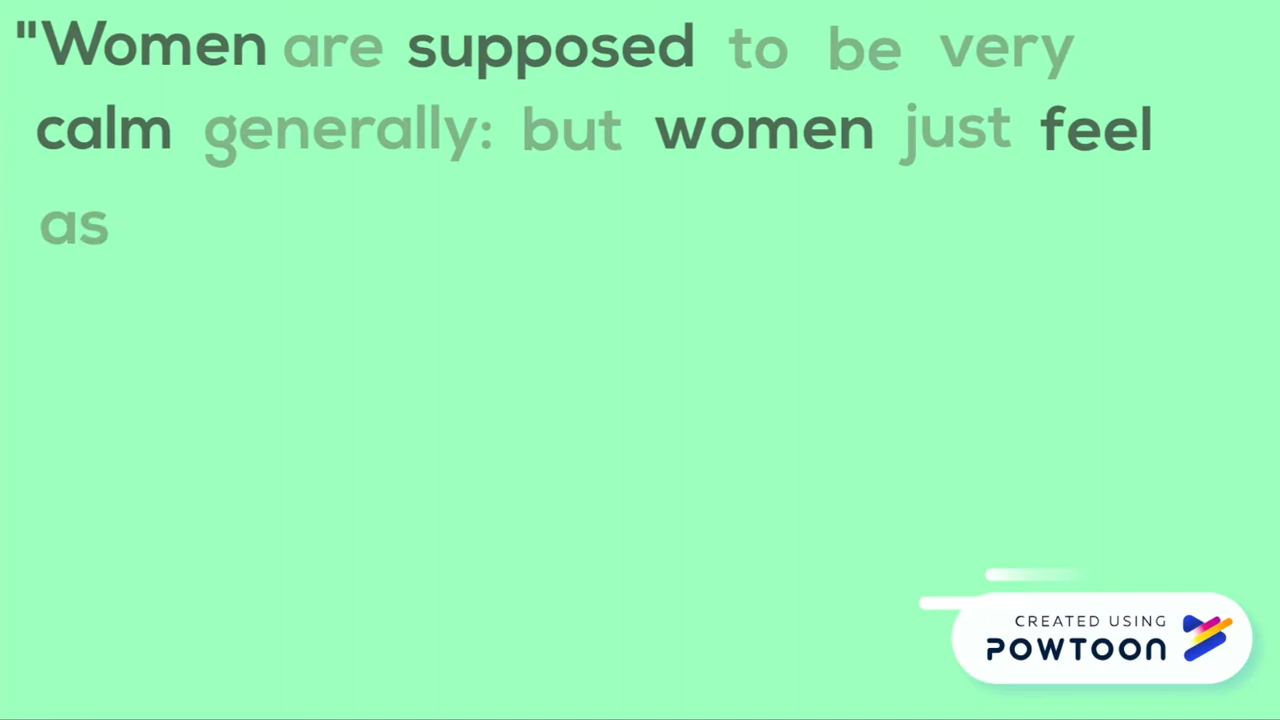 "Women are supposed to be very
calm generally: but women just feel
as
CREATED USING
POWTOON